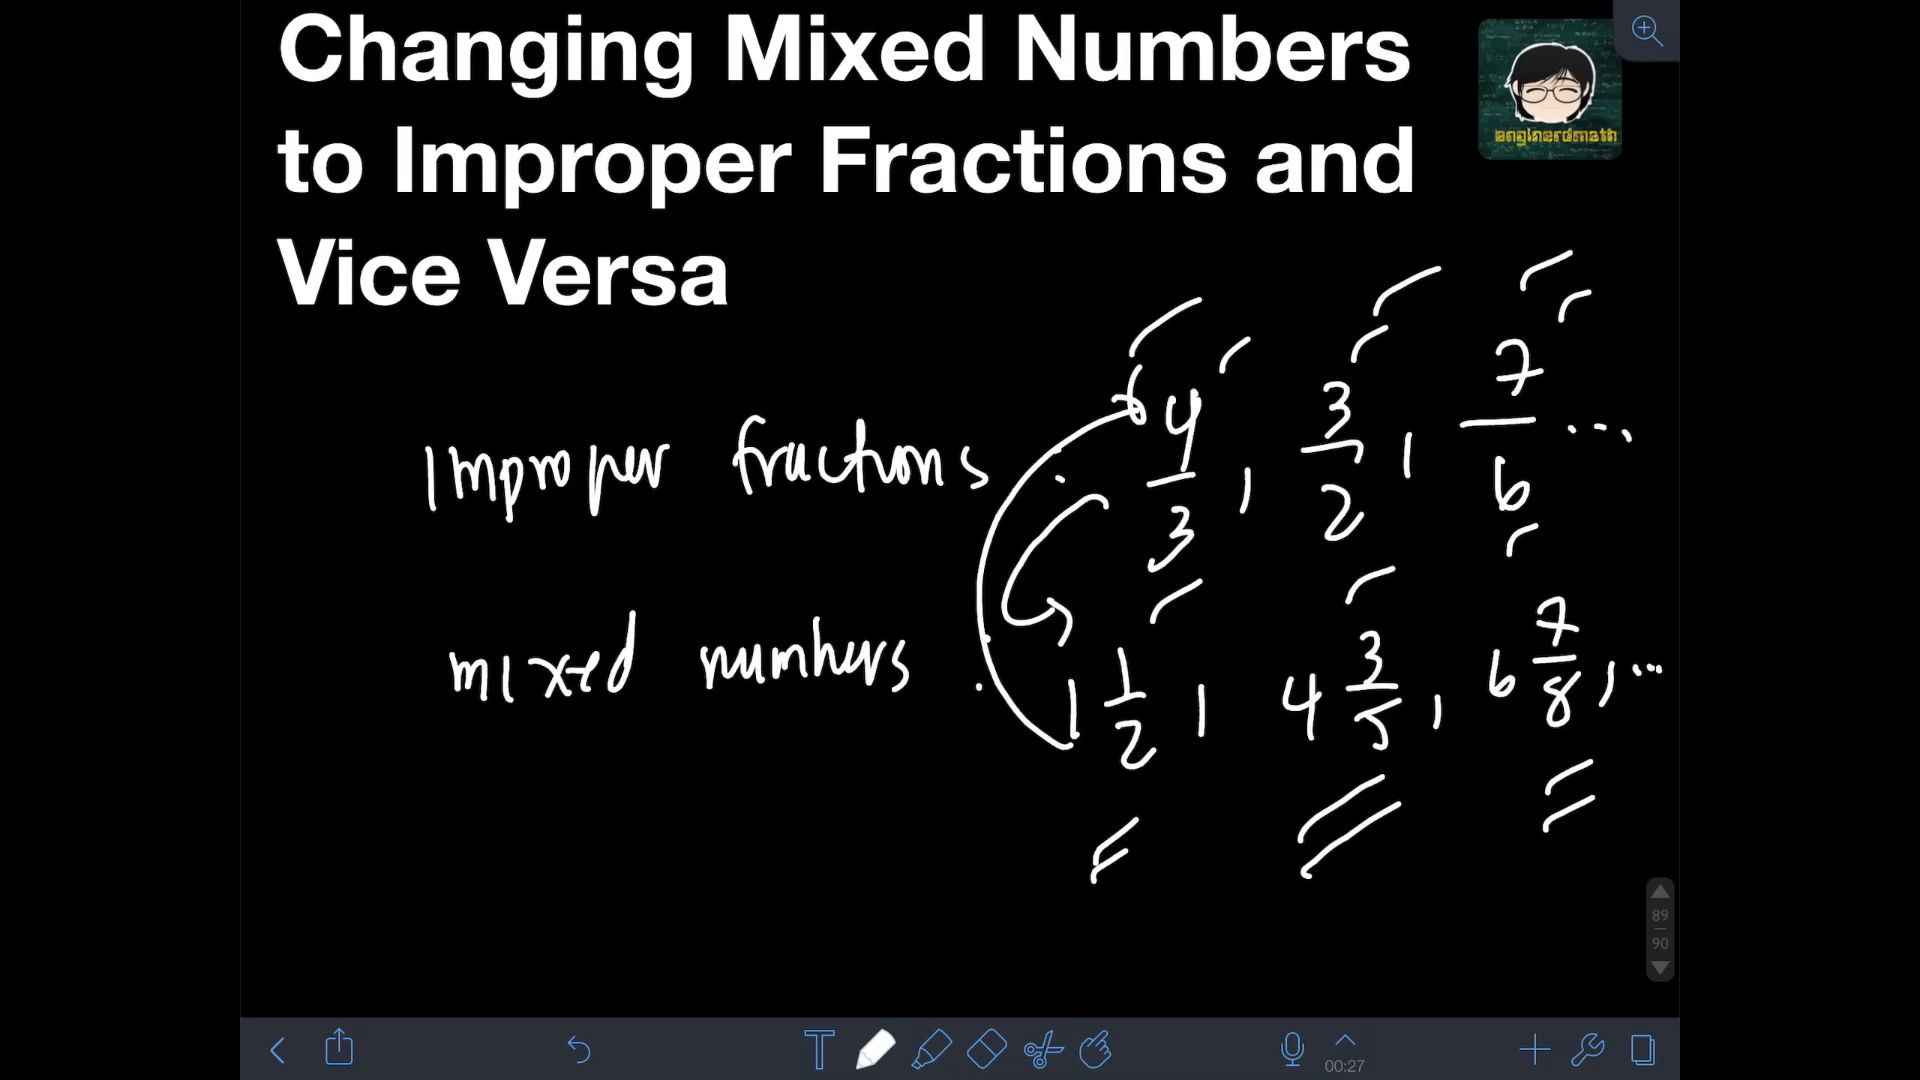 Changing Mixed Numbers
to Improper Fractions and
Vice Versa
enginerdmath
Improper fractions : 4/3, 3/2, 7/6 ...
mixed numbers : 1 1/2, 4 3/5, 6 7/8, ...
89
90
T
00:27